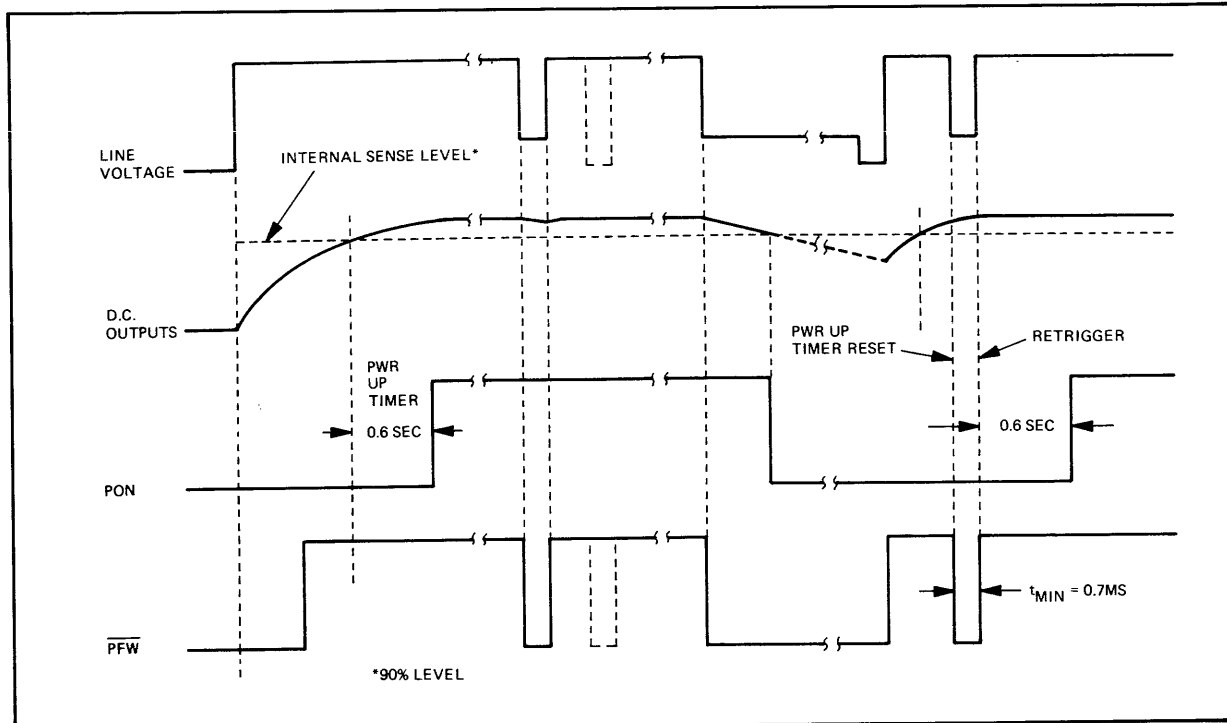 LINE
VOLTAGE
INTERNAL SENSE LEVEL*
D.C.
OUTPUTS
PWR UP
TIMER RESET
RETRIGGER
PWR
UP
TIMER
0.6 SEC
0.6 SEC
PON
tMIN = 0.7MS
PFW
*90% LEVEL